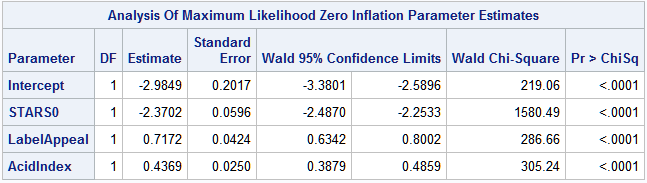 Analysis Of Maximum Likelihood Zero Inflation Parameter Estimates
Parameter DF Estimate Standard Error Wald 95% Confidence Limits Wald Chi-Square Pr > ChiSq
Intercept 1 -2.9849 0.2017 -3.3801 -2.5896 219.06 <.0001
STARS0 1 -2.3702 0.0596 -2.4870 -2.2533 1580.49 <.0001
LabelAppeal 1 0.7172 0.0424 0.6342 0.8002 286.66 <.0001
AcidIndex 1 0.4369 0.0250 0.3879 0.4859 305.24 <.0001